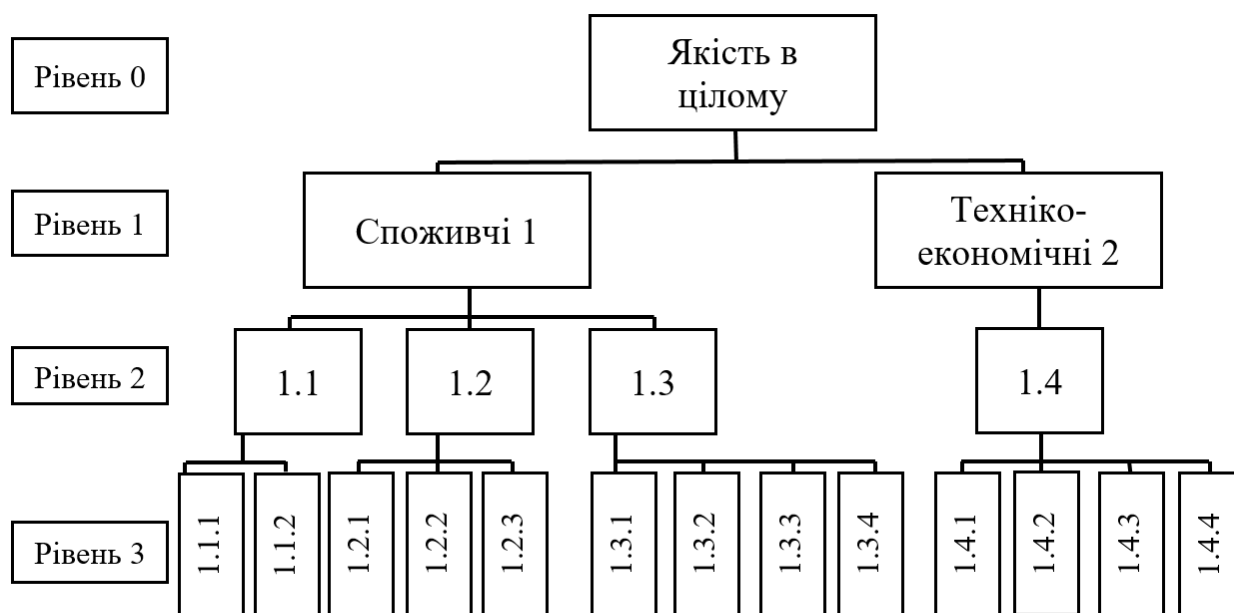 Рівень 0
Якість в
цілому
Рівень 1
Споживчі 1
Техніко-
економічні 2
Рівень 2
1.1
1.2
1.3
1.4
Рівень 3
1.1.1
1.1.2
1.2.1
1.2.2
1.2.3
1.3.1
1.3.2
1.3.3
1.3.4
1.4.1
1.4.2
1.4.3
1.4.4